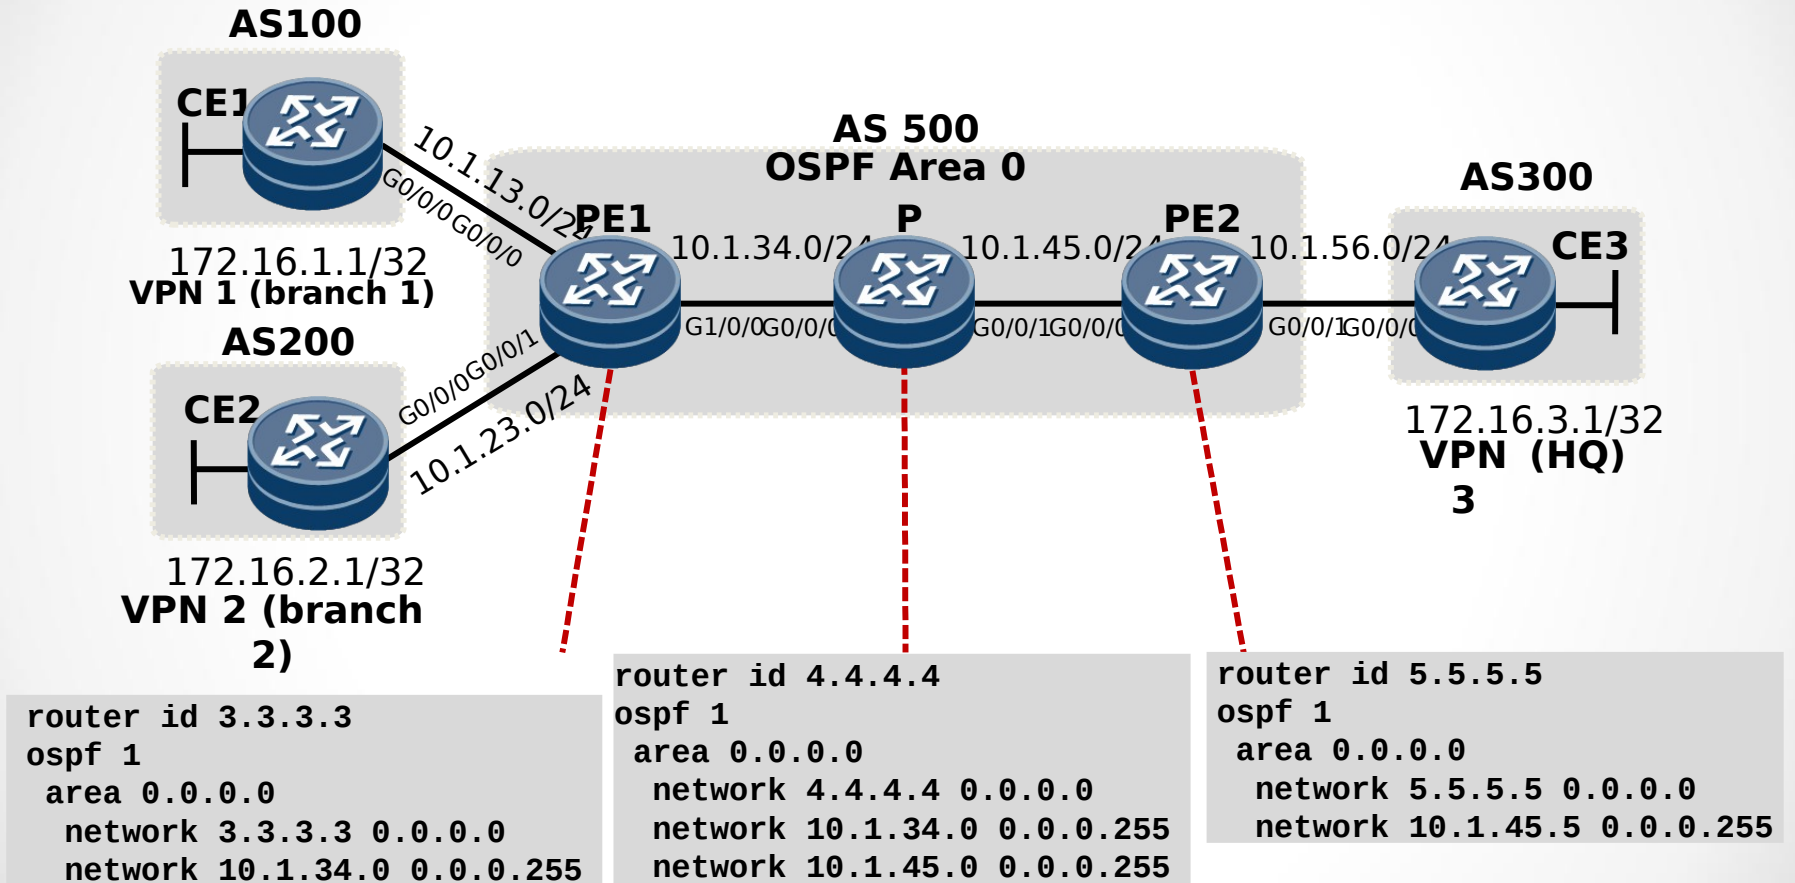 AS100
CE1
10.1.13.0/24
G0/0/0
G0/0/0
172.16.1.1/32
VPN 1 (branch 1)
AS200
CE2
G0/0/0
G0/0/1
10.1.23.0/24
172.16.2.1/32
VPN 2 (branch
2)
AS 500
OSPF Area 0
PE1
P
PE2
10.1.34.0/24
10.1.45.0/24
10.1.56.0/24
G1/0/0
G0/0/0
G0/0/1
G0/0/0
G0/0/1
G0/0/0
AS300
CE3
172.16.3.1/32
VPN (HQ)
3
router id 3.3.3.3
ospf 1
area 0.0.0.0
network 3.3.3.3 0.0.0.0
network 10.1.34.0 0.0.0.255
router id 4.4.4.4
ospf 1
area 0.0.0.0
network 4.4.4.4 0.0.0.0
network 10.1.34.0 0.0.0.255
network 10.1.45.0 0.0.0.255
router id 5.5.5.5
ospf 1
area 0.0.0.0
network 5.5.5.5 0.0.0.0
network 10.1.45.5 0.0.0.255